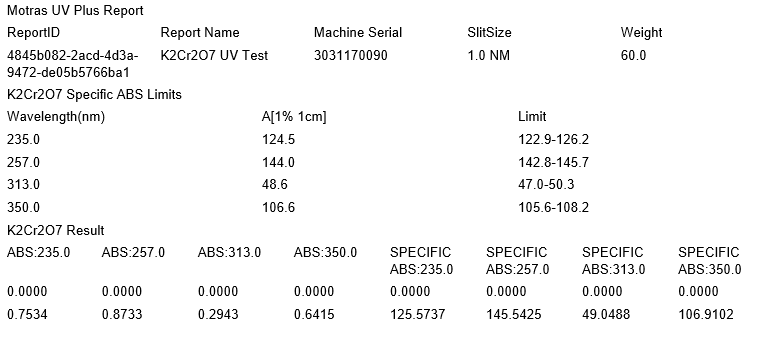 Motras UV Plus Report
ReportID Report Name Machine Serial SlitSize Weight
4845b082-2acd-4d3a- K2Cr2O7 UV Test 3031170090 1.0 NM 60.0
9472-de05b5766ba1
K2Cr2O7 Specific ABS Limits
Wavelength(nm) A[1% 1cm] Limit
235.0 124.5 122.9-126.2
257.0 144.0 142.8-145.7
313.0 48.6 47.0-50.3
350.0 106.6 105.6-108.2
K2Cr2O7 Result
ABS:235.0 ABS:257.0 ABS:313.0 ABS:350.0 SPECIFIC SPECIFIC SPECIFIC SPECIFIC
ABS:235.0 ABS:257.0 ABS:313.0 ABS:350.0
0.0000 0.0000 0.0000 0.0000 0.0000 0.0000 0.0000 0.0000
0.7534 0.8733 0.2943 0.6415 125.5737 145.5425 49.0488 106.9102